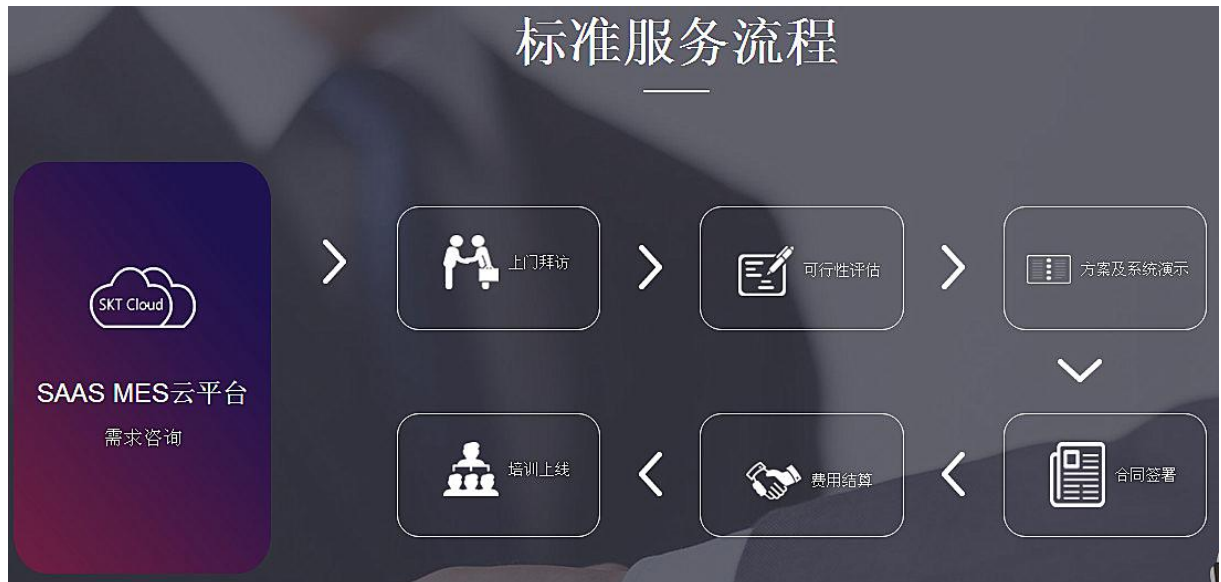 标准服务流程
SKT Cloud
SAAS MES云平台
需求咨询
上门拜访
可行性评估
方案及系统演示
合同签署
费用结算
培训上线